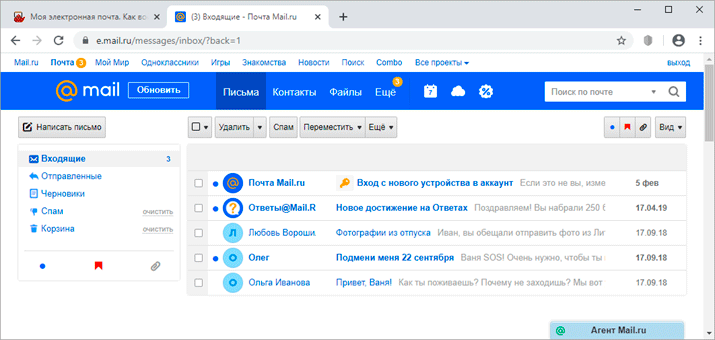 Моя электронная почта. Как во
(3) Входящие - Почта Mail.ru
e.mail.ru/messages/inbox/?back=1
Mail.ru Почта 3 Мой Мир Одноклассники Игры Знакомства Новости Поиск Combo Все проекты выход
@mail Обновить Письма Контакты Файлы Ещё 3 7 Поиск по почте
Написать письмо Удалить Спам Переместить Ещё Вид
Входящие 3
Отправленные
Черновики
Спам очистить
Корзина очистить
Почта Mail.ru Вход с нового устройства в аккаунт Если это не вы, изме 5 фев
Ответы@Mail.R Новое достижение на Ответах Поздравляем! Вы набрали 250 б 17.04.19
Л Любовь Ворошил Фотографии из отпуска Иван, вы обещали отправить фото из Ли 17.09.18
О Олег Подмени меня 22 сентября Ваня SOS! Очень нужно, чтобы ты 17.09.18
О Ольга Иванова Привет, Ваня! Как ты поживаешь? Почему не заходишь? Мы вот 17.09.18
Агент Mail.ru